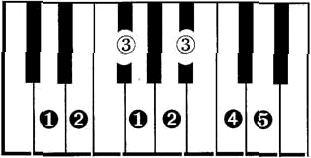 ③ ③
❶ ❷ ❶ ❷ ❹ ❺